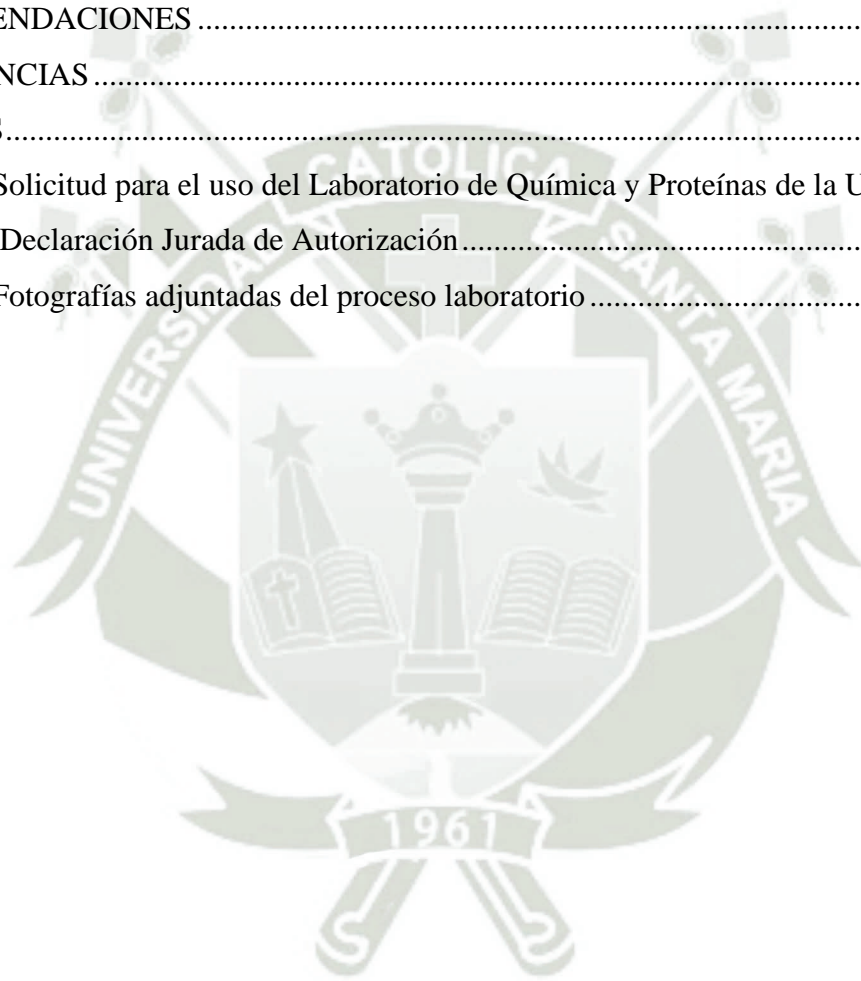 ENDACIONES ........................................................................................
NCIAS ........................................................................................
S ........................................................................................
Solicitud para el uso del Laboratorio de Química y Proteínas de la U
Declaración Jurada de Autorización ........................................................................................
Fotografías adjuntadas del proceso laboratorio ........................................................................................
UNIVERSIDAD CATOLICA SANTA MARIA
1961